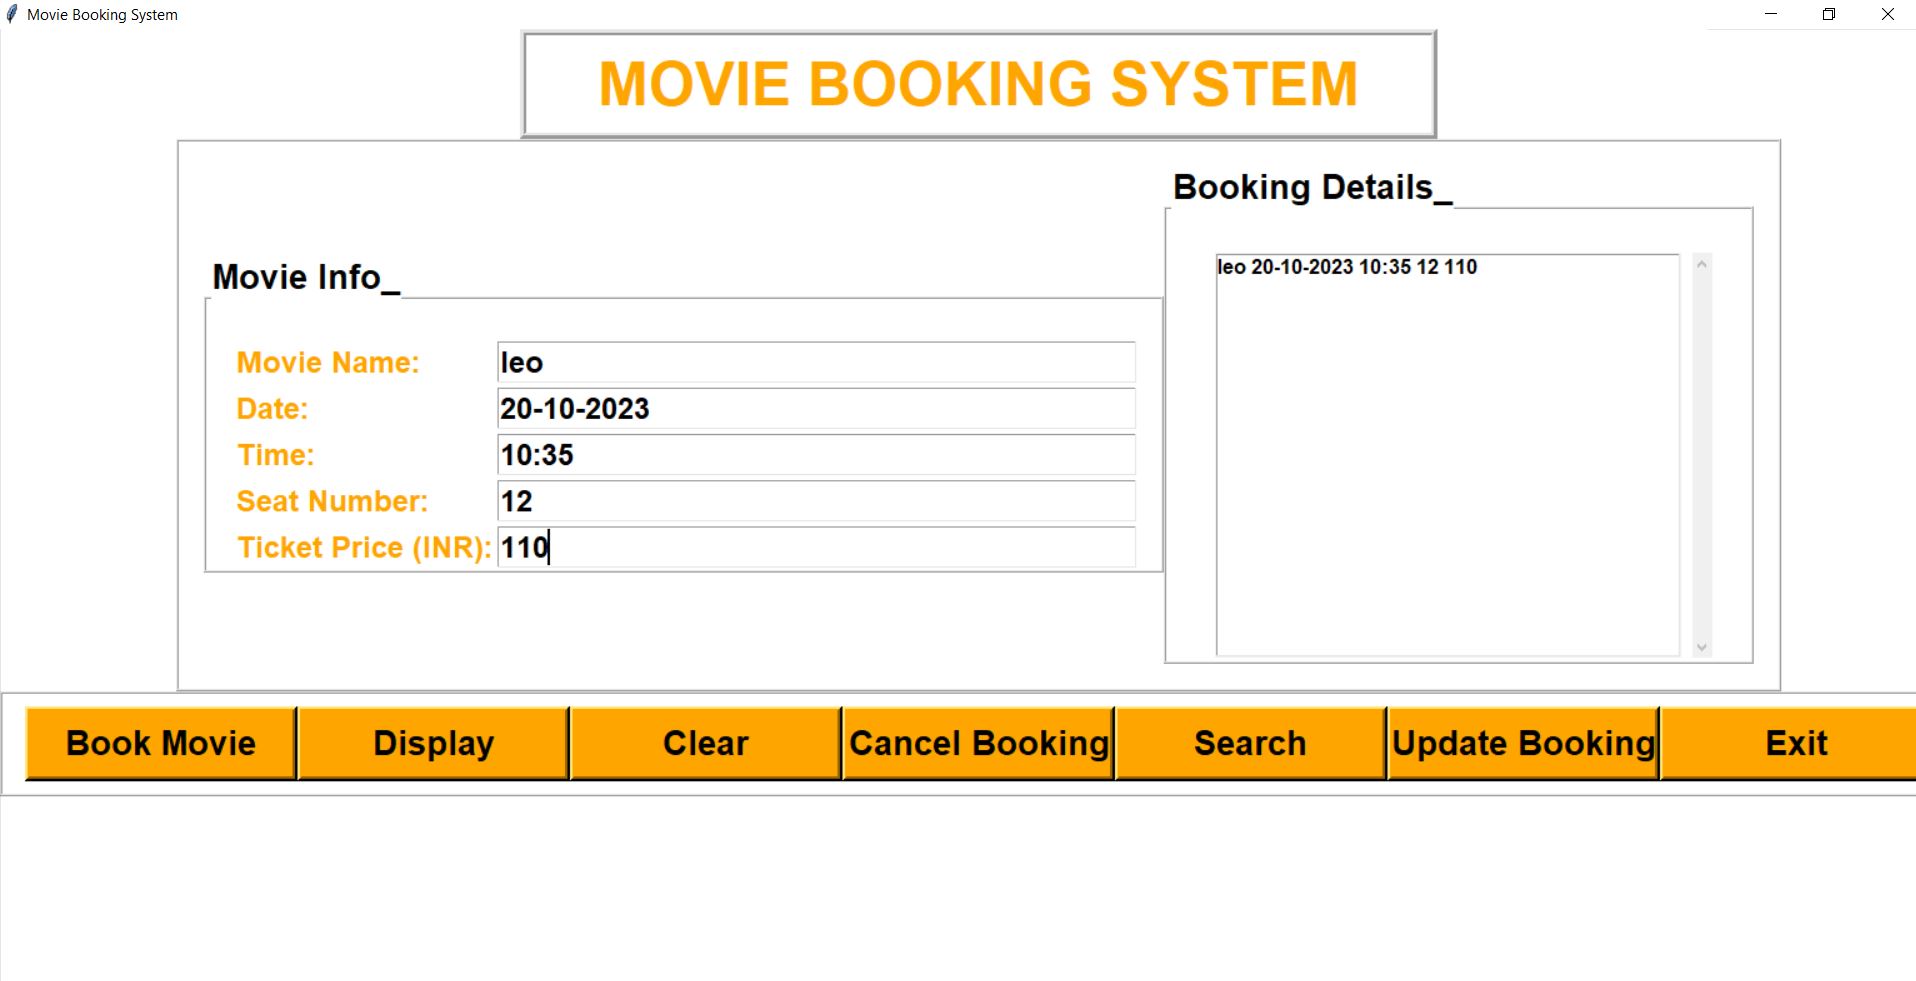 Movie Booking System
MOVIE BOOKING SYSTEM
Movie Info_
Movie Name: leo
Date: 20-10-2023
Time: 10:35
Seat Number: 12
Ticket Price (INR): 110
Booking Details_
leo 20-10-2023 10:35 12 110
Book Movie Display Clear Cancel Booking Search Update Booking Exit